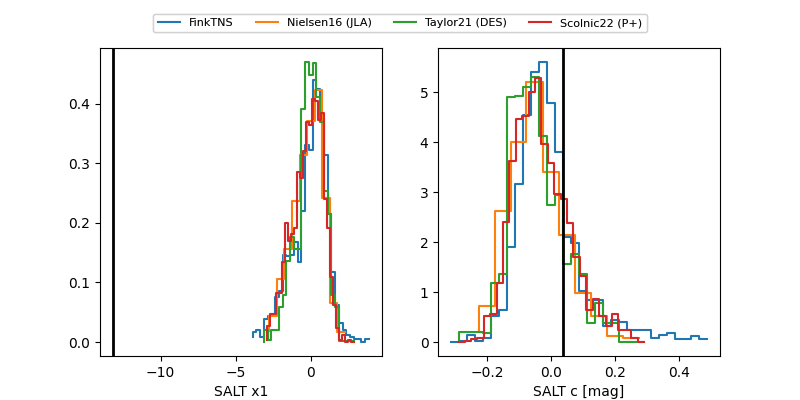 FinkTNS Nielsen16 (JLA) Taylor21 (DES) Scolnic22 (P+)
0.4
0.3
0.2
0.1
0.0
−10 −5 0
SALT x1
5
4
3
2
1
0
−0.2 0.0 0.2 0.4
SALT c [mag]